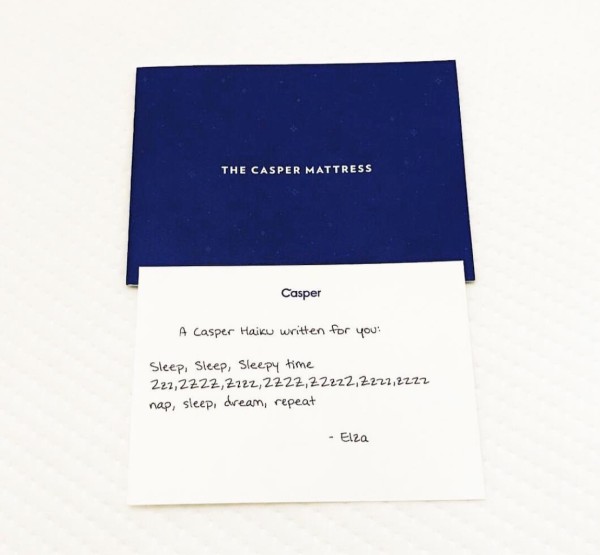 THE CASPER MATTRESS
Casper
A Casper Haiku written for you:
Sleep, Sleep, Sleepy time
Zzz,ZZZZ,Zzzz,ZZZZ,ZZzzZ,Zzzz,zzzz
nap, sleep, dream, repeat
- Elza